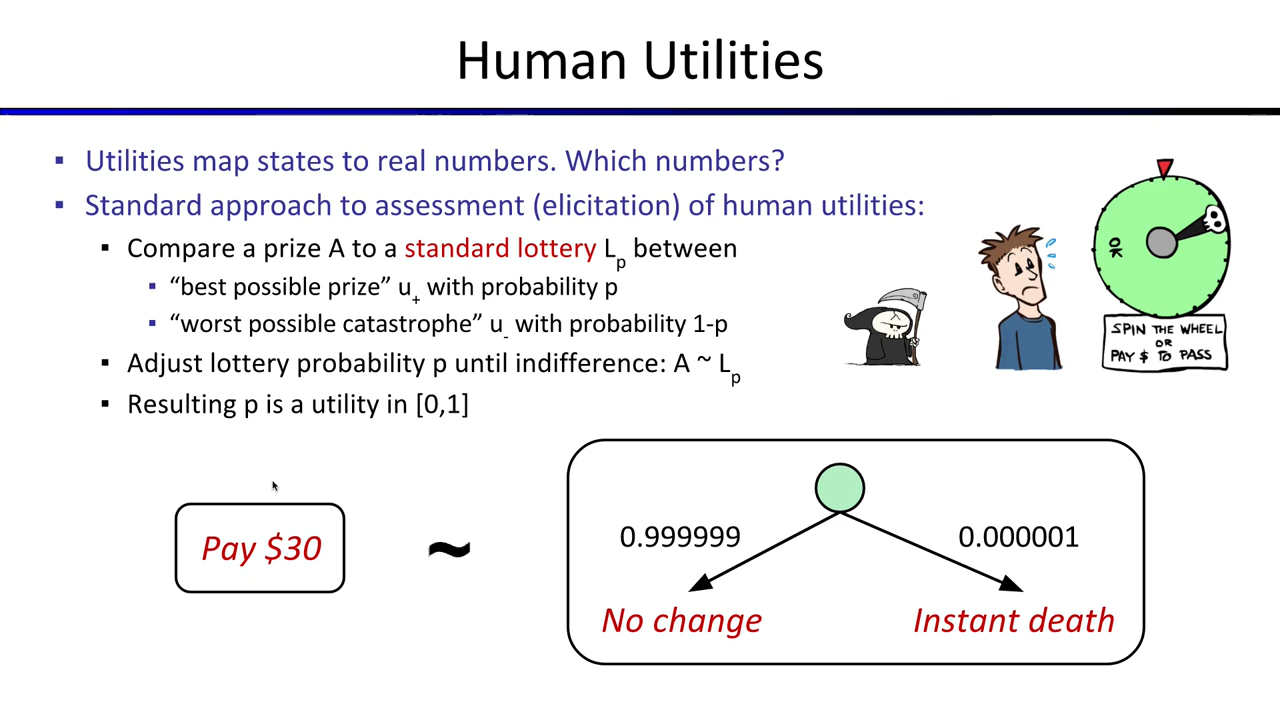 Human Utilities
▪ Utilities map states to real numbers. Which numbers?
▪ Standard approach to assessment (elicitation) of human utilities:
▪ Compare a prize A to a standard lottery Lp between
▪ “best possible prize” u+ with probability p
▪ “worst possible catastrophe” u- with probability 1-p
▪ Adjust lottery probability p until indifference: A ~ Lp
▪ Resulting p is a utility in [0,1]
OK
SPIN THE WHEEL
OR
PAY $ TO PASS
Pay $30
~
0.999999
0.000001
No change
Instant death